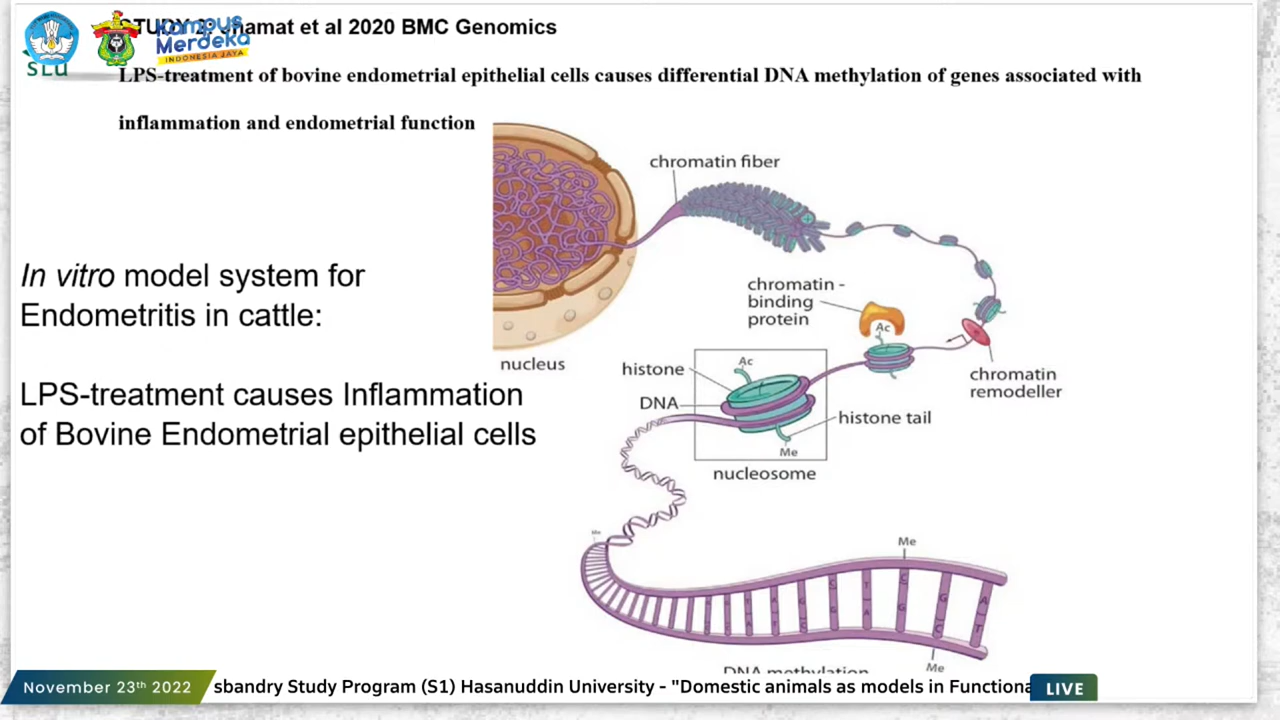 et al 2020 BMC Genomics
Kampus
Merdeka
INDONESIA JAYA
SLU
LPS-treatment of bovine endometrial epithelial cells causes differential DNA methylation of genes associated with
inflammation and endometrial function
chromatin fiber
In vitro model system for
Endometritis in cattle:
chromatin -
binding
protein
Ac
nucleus
histone
Ac
chromatin
remodeller
LPS-treatment causes Inflammation
of Bovine Endometrial epithelial cells
DNA
histone tail
Me
nucleosome
Me
Me
A
T
G
C
C
G
T
A
G
A
T
G
C
Me
DNA methylation
November 23th 2022
sbandry Study Program (S1) Hasanuddin University - "Domestic animals as models in Functiona
LIVE